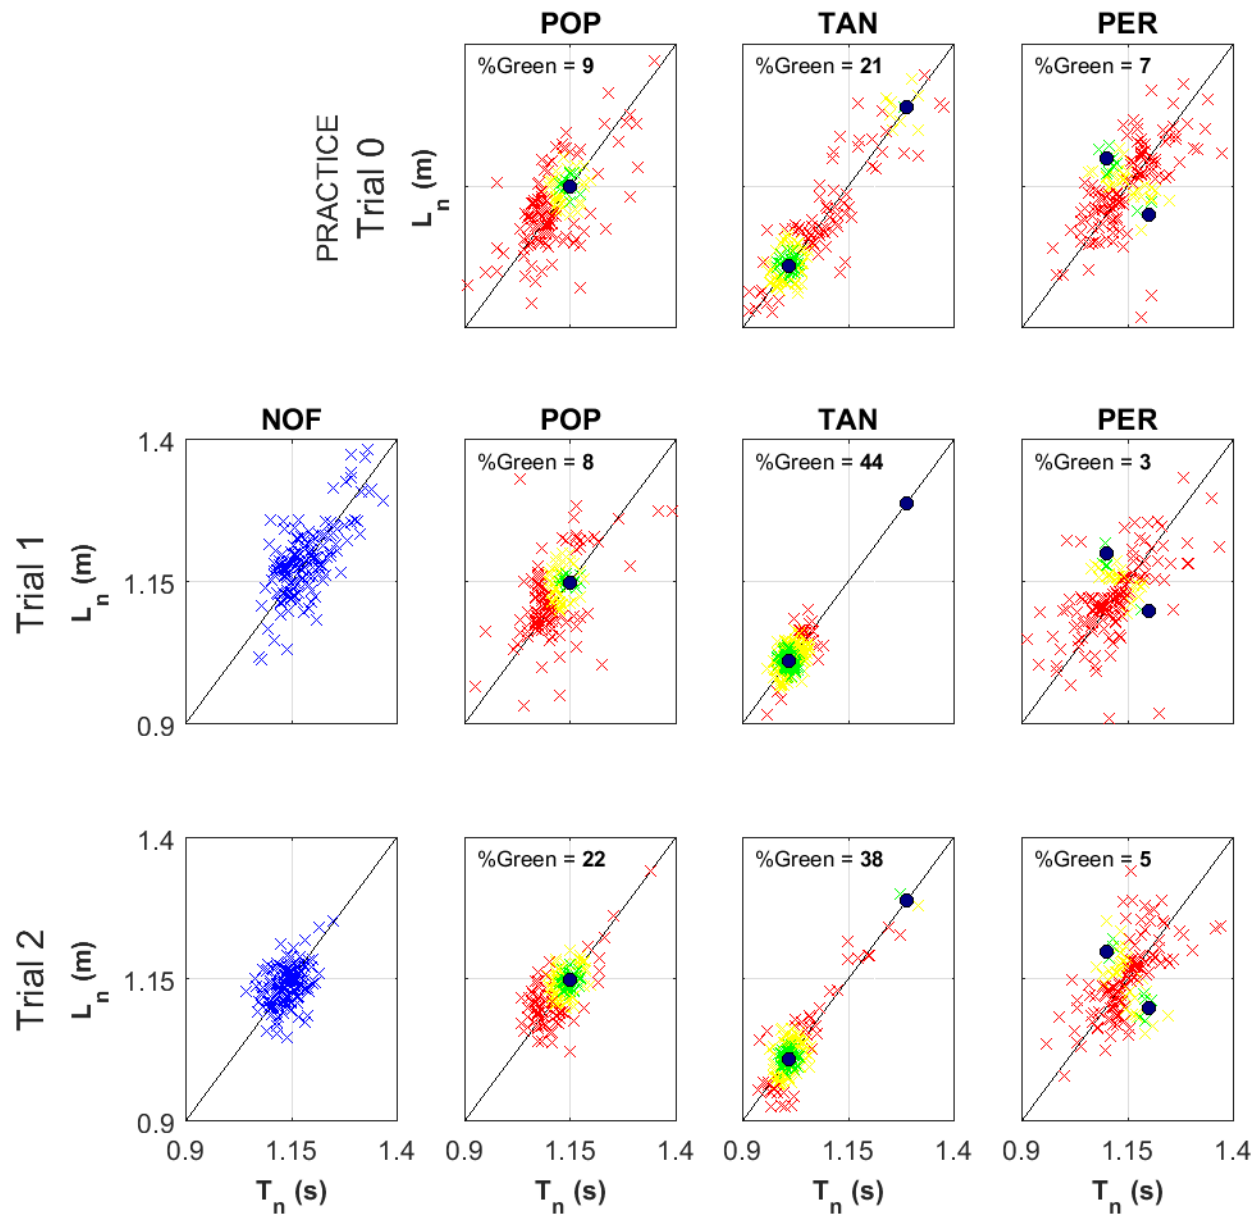 POP TAN PER
PRACTICE
Trial 0
L_n (m)
%Green = 9 %Green = 21 %Green = 7
NOF POP TAN PER
Trial 1
L_n (m)
1.4
1.15
0.9
%Green = 8 %Green = 44 %Green = 3
Trial 2
L_n (m)
1.4
1.15
0.9
%Green = 22 %Green = 38 %Green = 5
0.9 1.15 1.4 0.9 1.15 1.4 0.9 1.15 1.4 0.9 1.15 1.4
T_n (s) T_n (s) T_n (s) T_n (s)